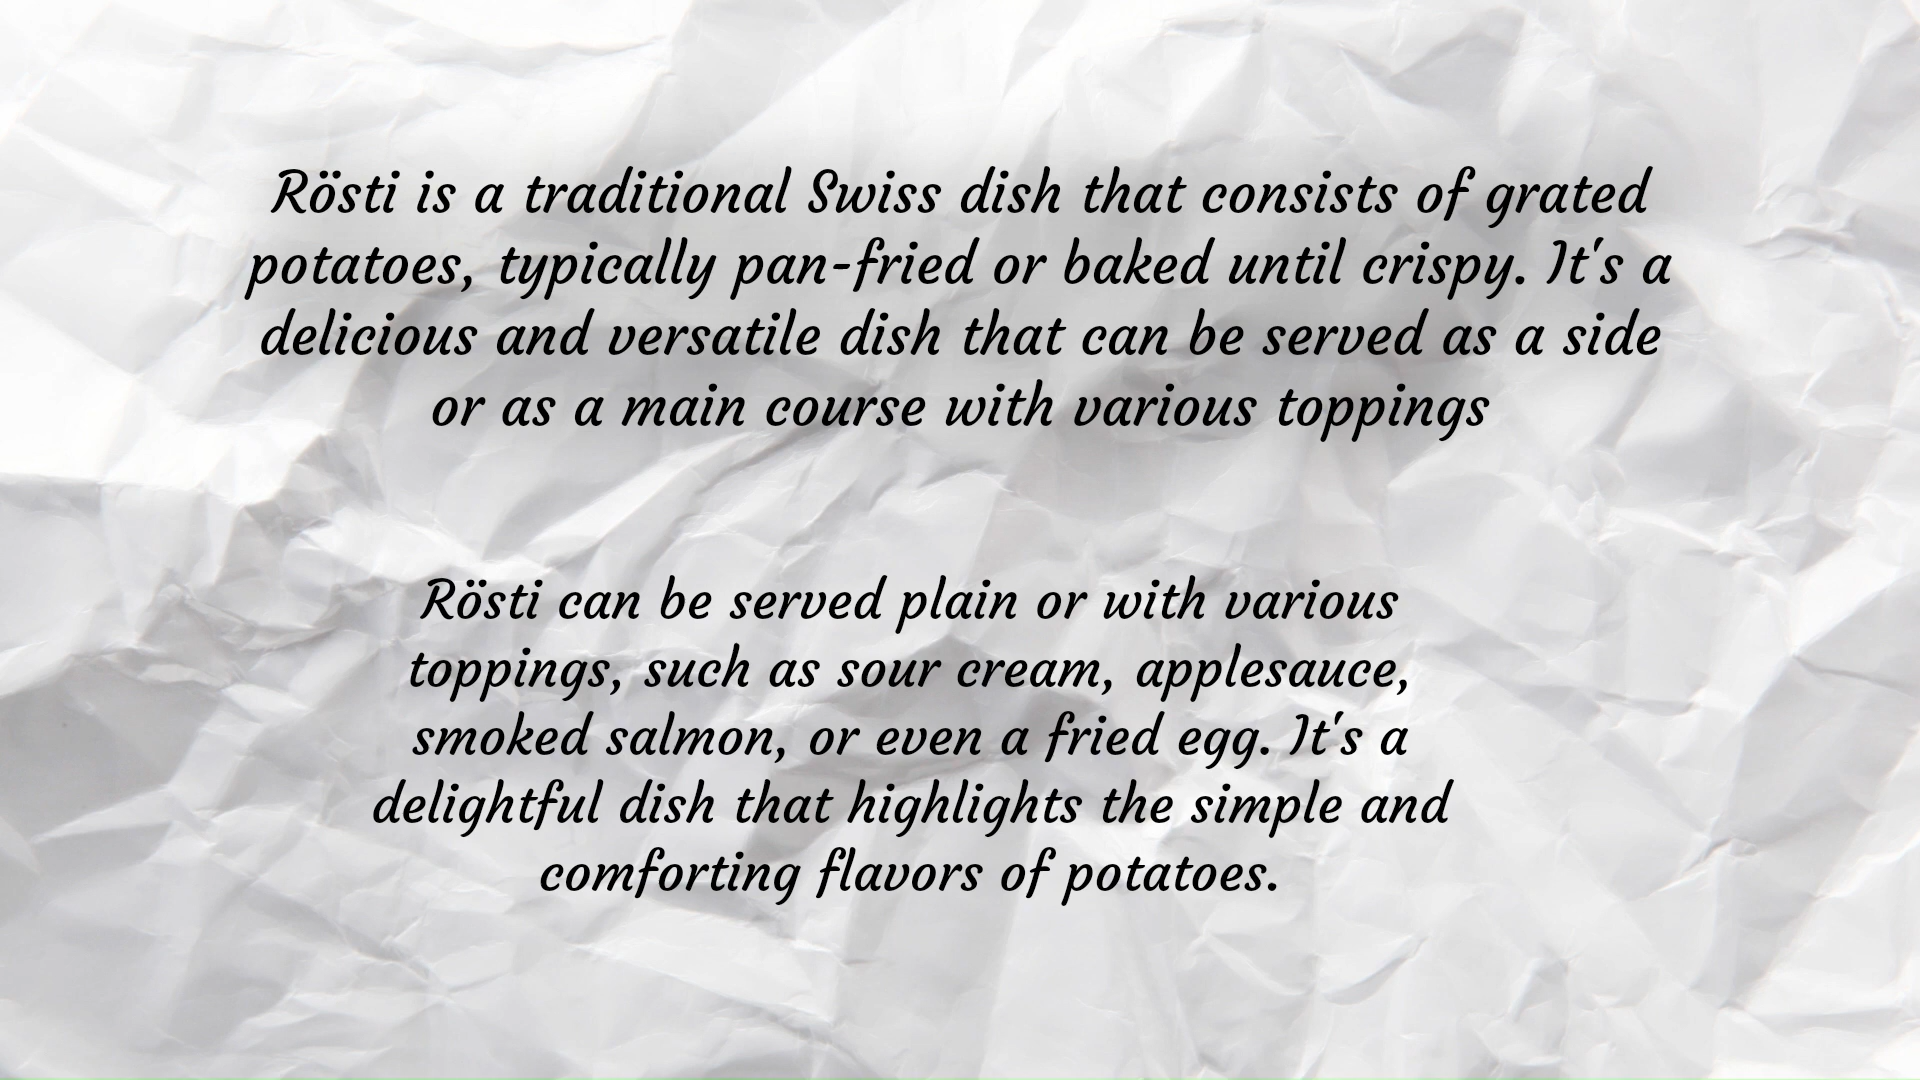 Rösti is a traditional Swiss dish that consists of grated
potatoes, typically pan-fried or baked until crispy. It's a
delicious and versatile dish that can be served as a side
or as a main course with various toppings
Rösti can be served plain or with various
toppings, such as sour cream, applesauce,
smoked salmon, or even a fried egg. It's a
delightful dish that highlights the simple and
comforting flavors of potatoes.